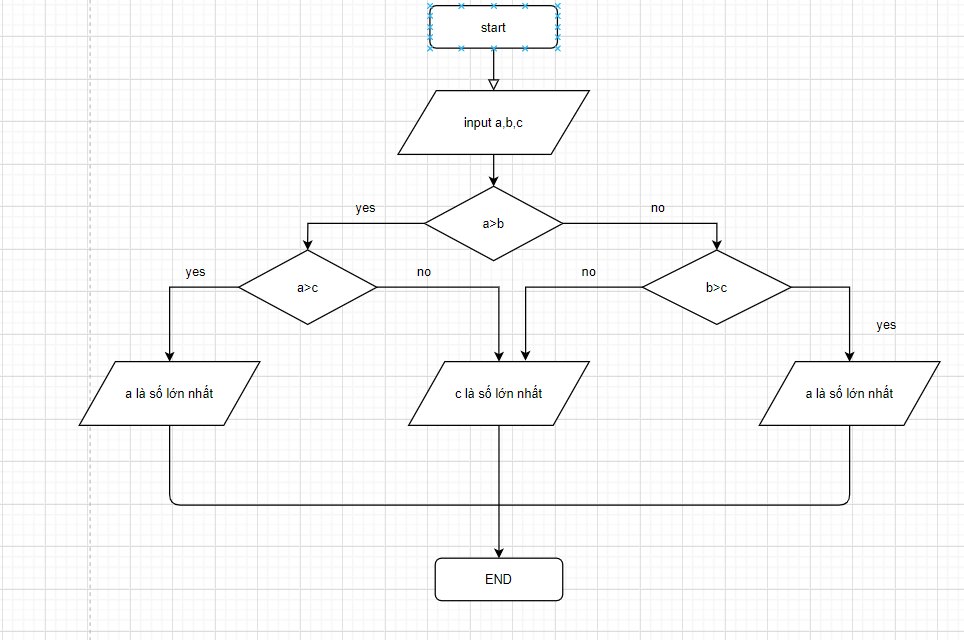 start
input a,b,c
a>b
yes
no
a>c
b>c
yes
no
no
yes
a là số lớn nhất
c là số lớn nhất
a là số lớn nhất
END